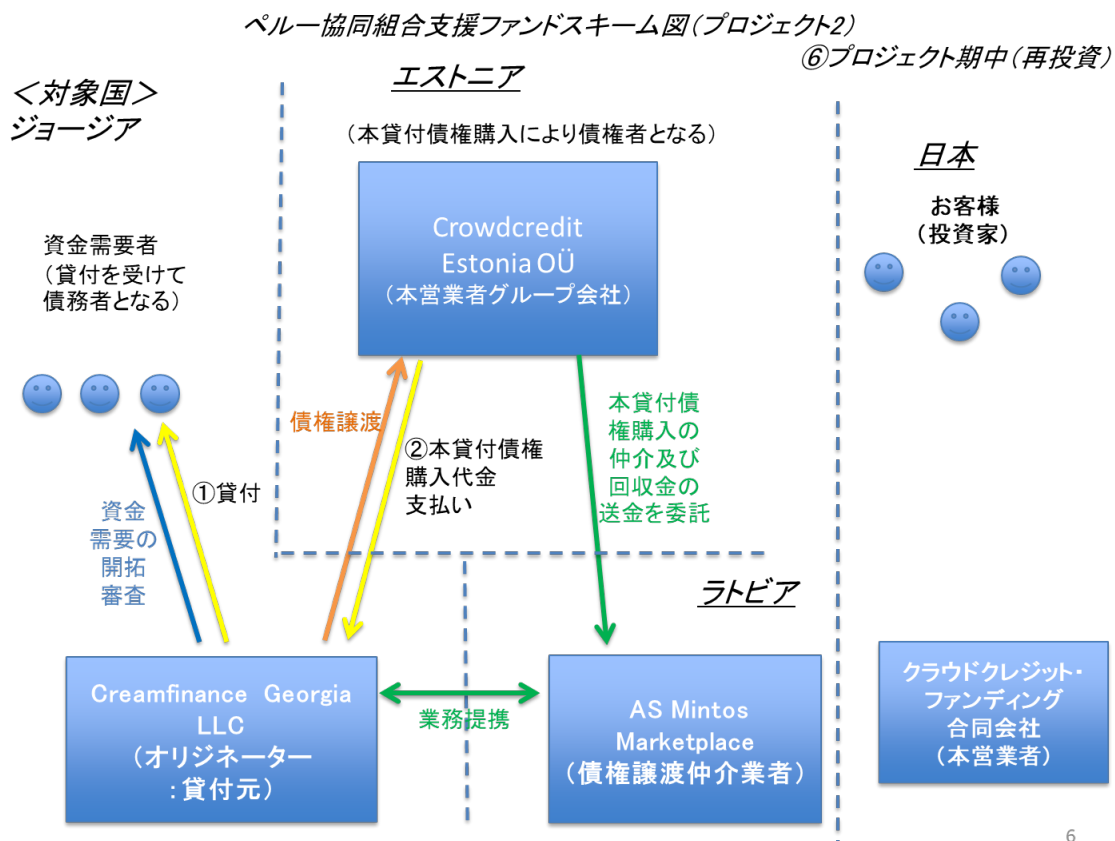 ペルー協同組合支援ファンドスキーム図(プロジェクト2)
⑥プロジェクト期中(再投資)
＜対象国＞
ジョージア
エストニア
(本貸付債権購入により債権者となる)
日本
お客様
(投資家)
資金需要者
(貸付を受けて
債務者となる)
Crowdcredit
Estonia OÜ
(本営業者グループ会社)
債権譲渡
②本貸付債権
購入代金
支払い
本貸付債
権購入の
仲介及び
回収金の
送金を委託
①貸付
資金
需要の
開拓
審査
ラトビア
Creamfinance Georgia
LLC
(オリジネーター
:貸付元)
業務提携
AS Mintos
Marketplace
(債権譲渡仲介業者)
クラウドクレジット・
ファンディング
合同会社
(本営業者)
6